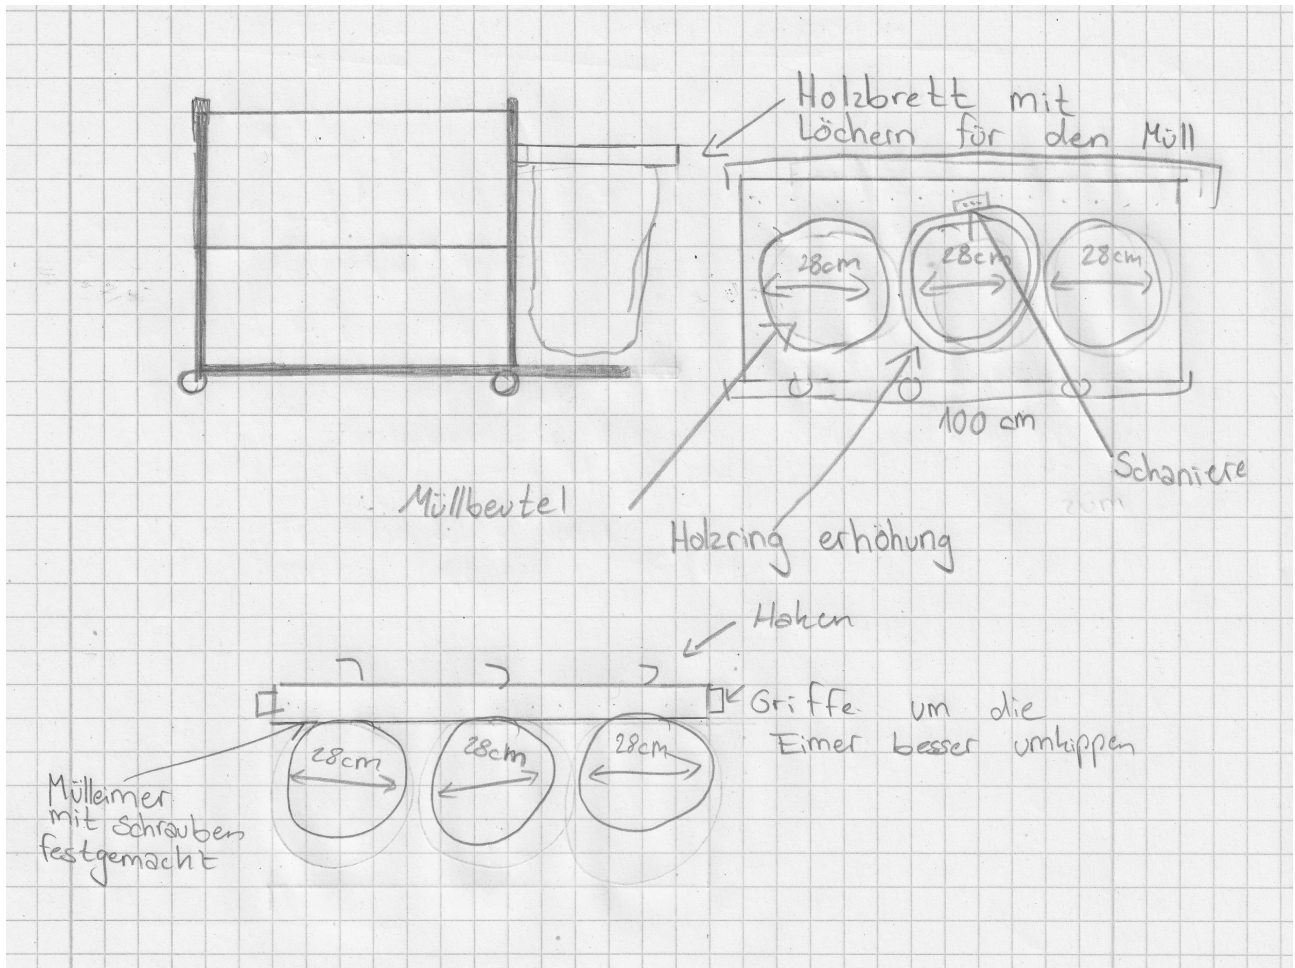 Holzbrett mit
Löchern für den Müll
28cm
28cm
28cm
100 cm
Schaniere
Müllbeutel
Holzring erhöhung
Haken
Griffe um die
Eimer besser umkippen
28cm
28cm
28cm
Mülleimer
mit Schrauben
festgemacht